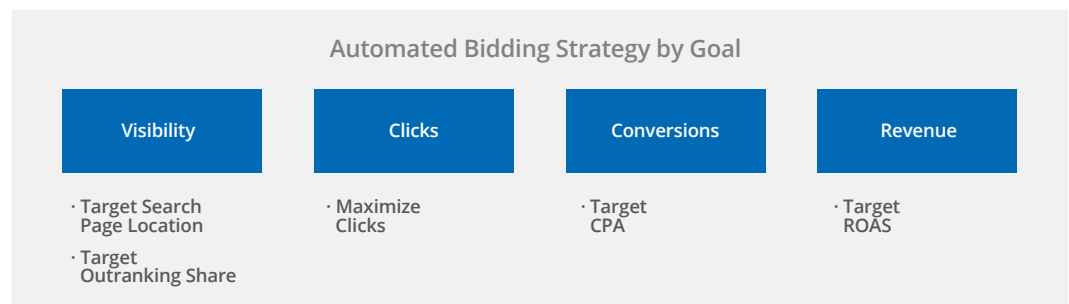 Automated Bidding Strategy by Goal
Visibility
Clicks
Conversions
Revenue
· Target Search
Page Location
· Target
Outranking Share
· Maximize
Clicks
· Target
CPA
· Target
ROAS